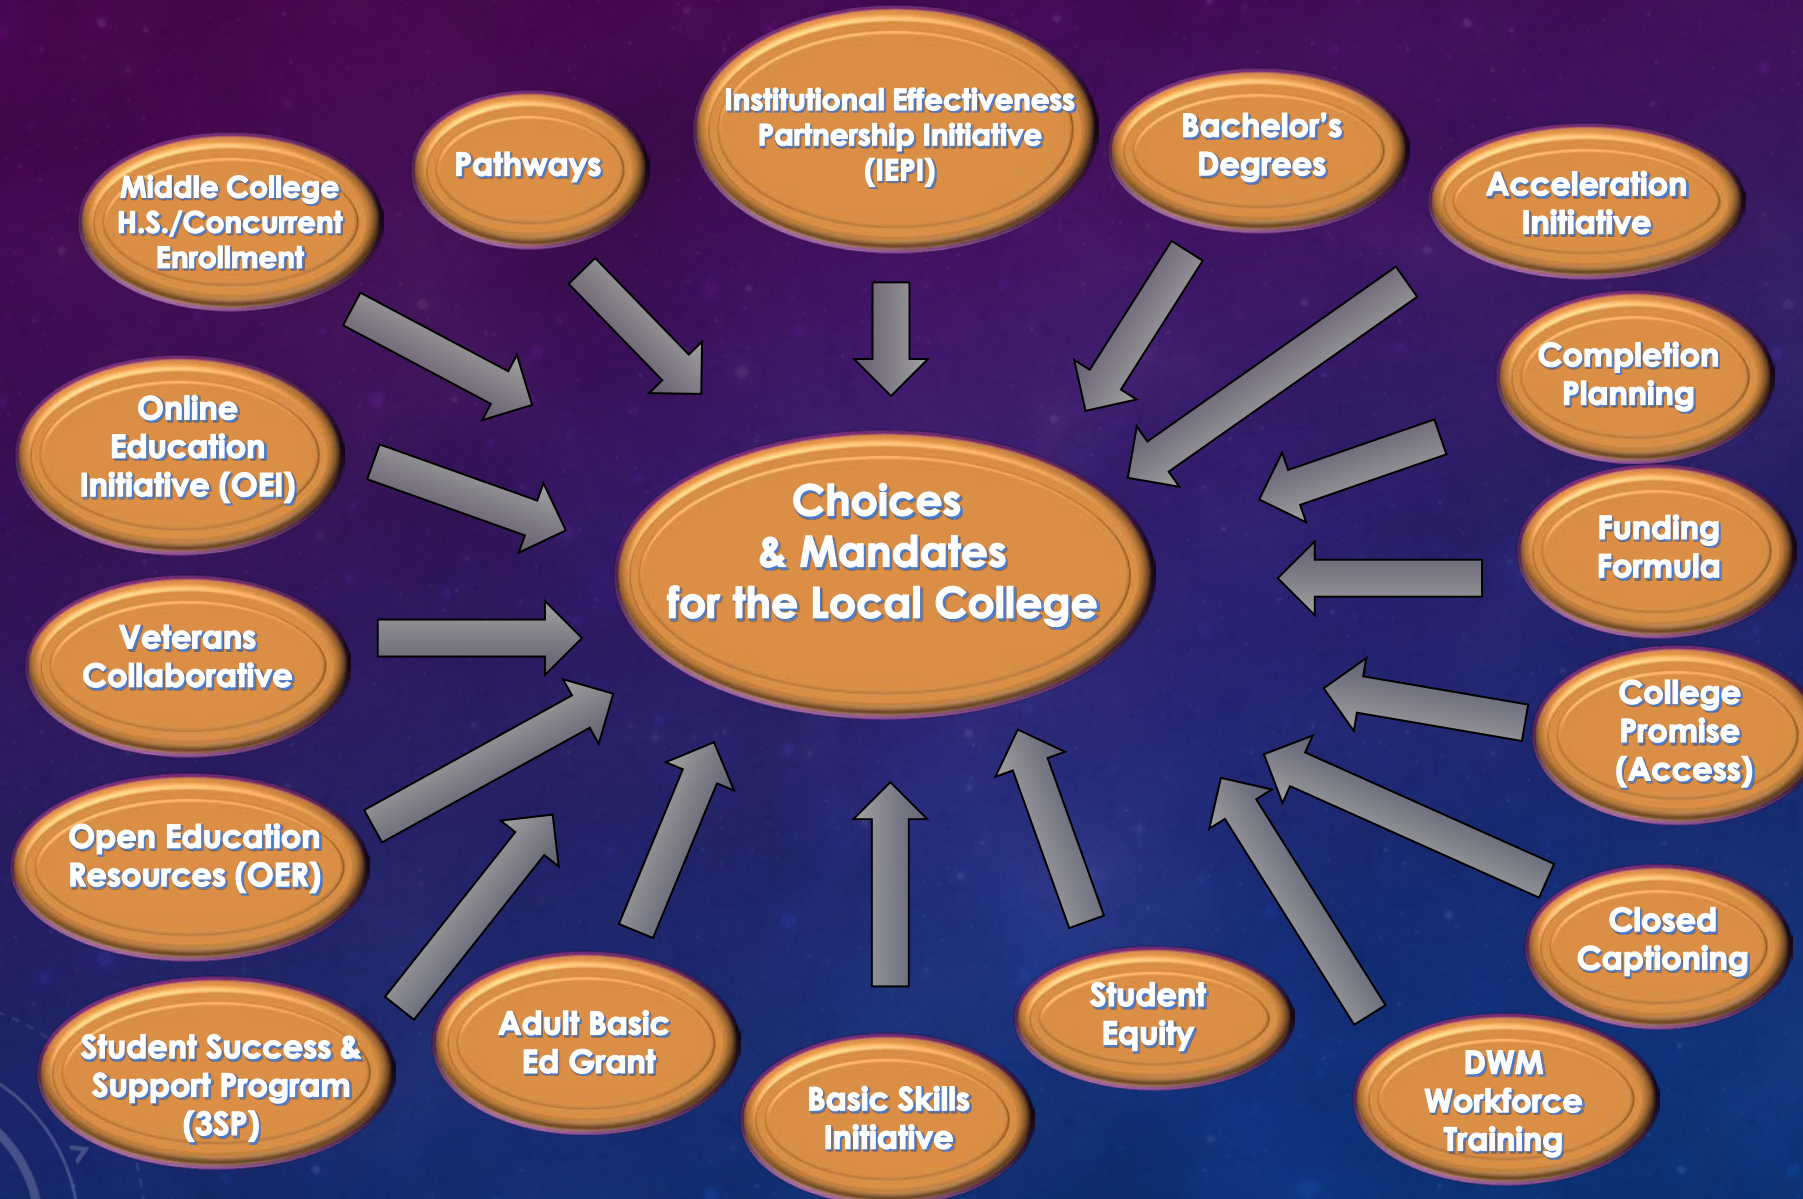 Institutional Effectiveness
Partnership Initiative
(IEPI)
Bachelor's
Degrees
Pathways
Middle College
H.S./Concurrent
Enrollment
Acceleration
Initiative
Completion
Planning
Online
Education
Initiative (OEI)
Choices
& Mandates
for the Local College
Funding
Formula
Veterans
Collaborative
College
Promise
(Access)
Open Education
Resources (OER)
Closed
Captioning
Student Success &
Support Program
(3SP)
Adult Basic
Ed Grant
Basic Skills
Initiative
Student
Equity
DWM
Workforce
Training